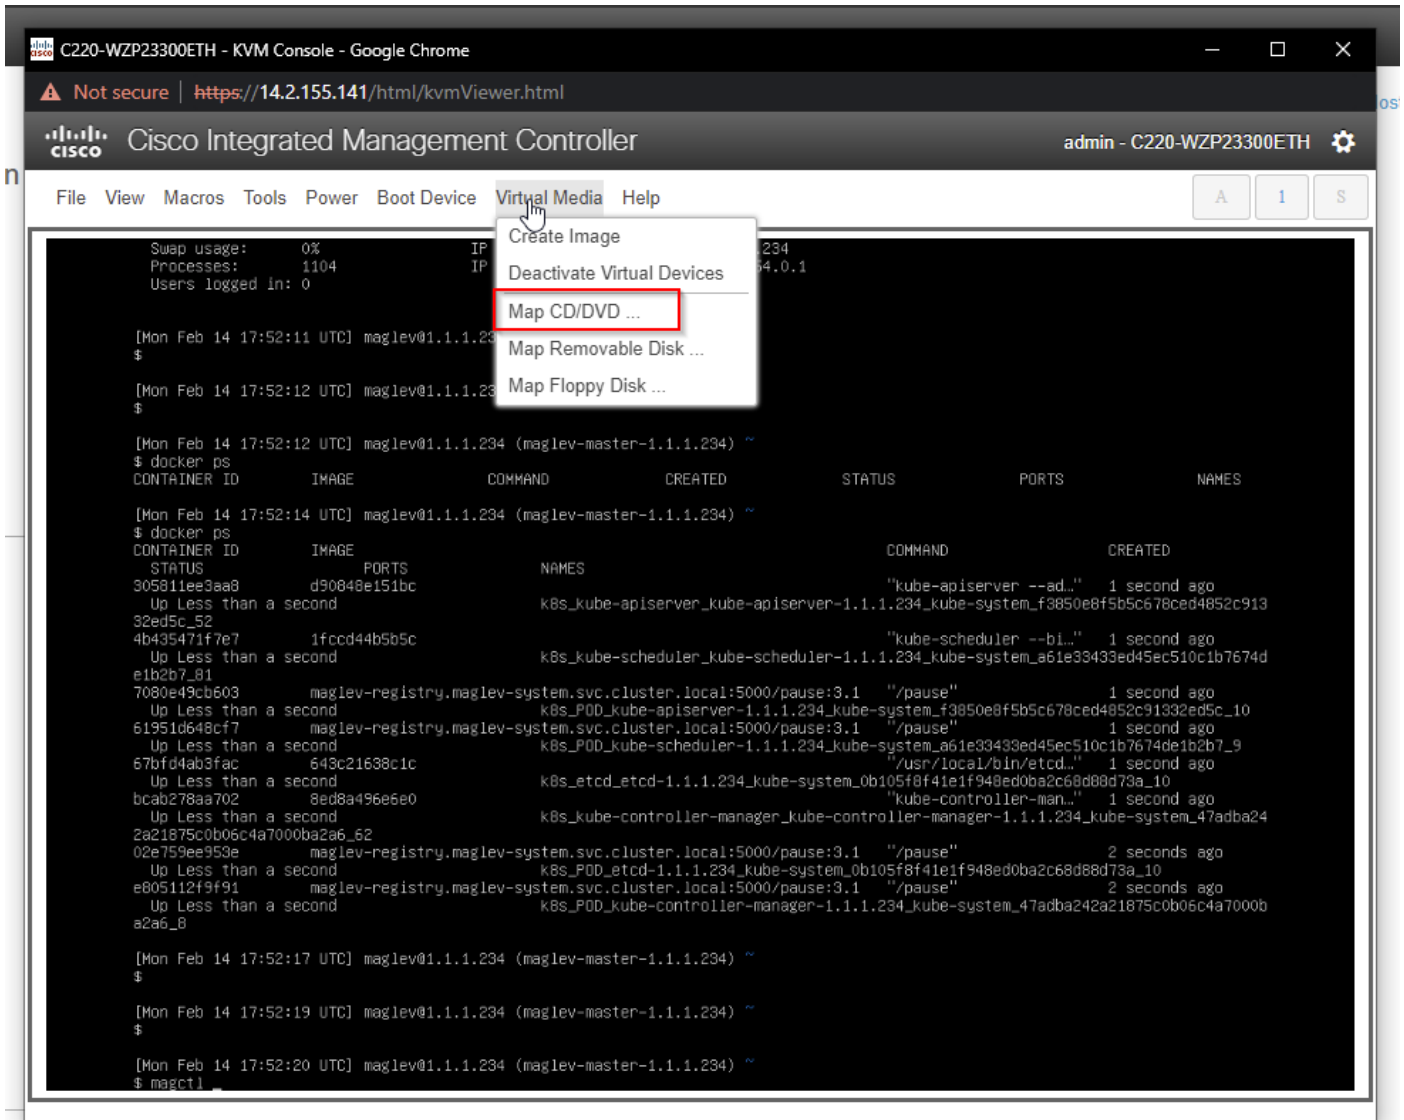 C220-WZP23300ETH - KVM Console - Google Chrome
Not secure | https://14.2.155.141/html/kvmViewer.html
CISCO Cisco Integrated Management Controller admin - C220-WZP23300ETH
File View Macros Tools Power Boot Device Virtual Media Help A 1 S
Create Image
Deactivate Virtual Devices
Map CD/DVD ...
Map Removable Disk ...
Map Floppy Disk ...
Swap usage: 0% IP .234
Processes: 1104 IP 54.0.1
Users logged in: 0
[Mon Feb 14 17:52:11 UTC] maglev@1.1.1.23
$
[Mon Feb 14 17:52:12 UTC] maglev@1.1.1.23
$
[Mon Feb 14 17:52:12 UTC] maglev@1.1.1.234 (maglev-master-1.1.1.234) ~
$ docker ps
CONTAINER ID IMAGE COMMAND CREATED STATUS PORTS NAMES
[Mon Feb 14 17:52:14 UTC] maglev@1.1.1.234 (maglev-master-1.1.1.234) ~
$ docker ps
CONTAINER ID IMAGE COMMAND CREATED
STATUS PORTS NAMES
305811ee3aa8 d90848e151bc "kube-apiserver --ad…" 1 second ago
Up Less than a second k8s_kube-apiserver_kube-apiserver-1.1.1.234_kube-system_f3850e8f5b5c678ced4852c913
32ed5c_52
4b435471f7e7 1fccd44b5b5c "kube-scheduler --bi…" 1 second ago
Up Less than a second k8s_kube-scheduler_kube-scheduler-1.1.1.234_kube-system_a61e33433ed45ec510c1b7674d
e1b2b7_81
7080e49cb603 maglev-registry.maglev-system.svc.cluster.local:5000/pause:3.1 "/pause" 1 second ago
Up Less than a second k8s_POD_kube-apiserver-1.1.1.234_kube-system_f3850e8f5b5c678ced4852c91332ed5c_10
61951d648cf7 maglev-registry.maglev-system.svc.cluster.local:5000/pause:3.1 "/pause" 1 second ago
Up Less than a second k8s_POD_kube-scheduler-1.1.1.234_kube-system_a61e33433ed45ec510c1b7674de1b2b7_9
67bfd4ab3fac 643c21638c1c "/usr/local/bin/etcd…" 1 second ago
Up Less than a second k8s_etcd_etcd-1.1.1.234_kube-system_0b105f8f41e1f948ed0ba2c68d88d73a_10
bcab278aa702 8ed8a496e6e0 "kube-controller-man…" 1 second ago
Up Less than a second k8s_kube-controller-manager_kube-controller-manager-1.1.1.234_kube-system_47adba24
2a21875c0b06c4a7000ba2a6_62
02e759ee953e maglev-registry.maglev-system.svc.cluster.local:5000/pause:3.1 "/pause" 2 seconds ago
Up Less than a second k8s_POD_etcd-1.1.1.234_kube-system_0b105f8f41e1f948ed0ba2c68d88d73a_10
e805112f9f91 maglev-registry.maglev-system.svc.cluster.local:5000/pause:3.1 "/pause" 2 seconds ago
Up Less than a second k8s_POD_kube-controller-manager-1.1.1.234_kube-system_47adba242a21875c0b06c4a7000b
a2a6_8
[Mon Feb 14 17:52:17 UTC] maglev@1.1.1.234 (maglev-master-1.1.1.234) ~
$
[Mon Feb 14 17:52:19 UTC] maglev@1.1.1.234 (maglev-master-1.1.1.234) ~
$
[Mon Feb 14 17:52:20 UTC] maglev@1.1.1.234 (maglev-master-1.1.1.234) ~
$ magctl _